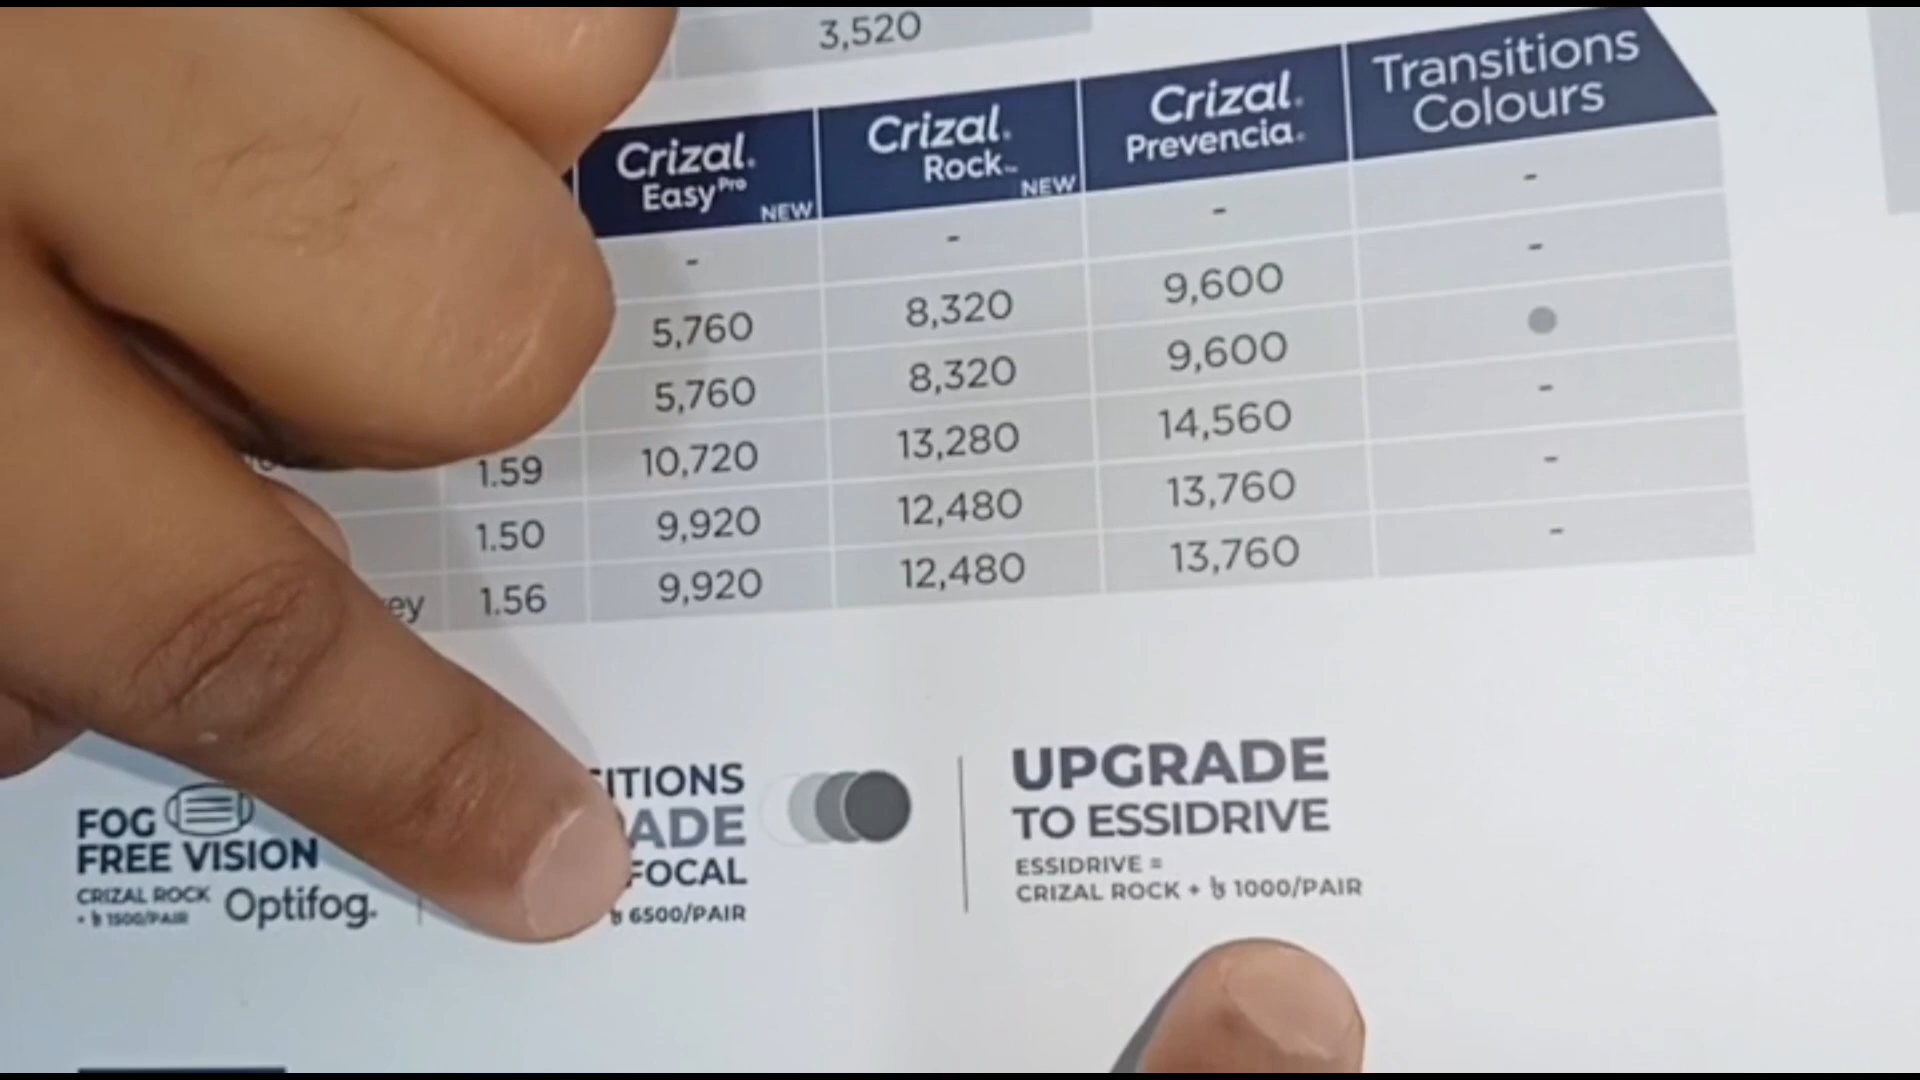 3,520
Crizal Easy Pro NEW
Crizal Rock NEW
Crizal Prevencia
Transitions Colours
- - - -
5,760 8,320 9,600 -
5,760 8,320 9,600 ●
1.59 10,720 13,280 14,560 -
1.50 9,920 12,480 13,760 -
ey 1.56 9,920 12,480 13,760 -
FOG
FREE VISION
CRIZAL ROCK
+ ৳ 1500/PAIR
Optifog.
ITIONS
ADE
FOCAL
৳ 6500/PAIR
UPGRADE
TO ESSIDRIVE
ESSIDRIVE =
CRIZAL ROCK + ৳ 1000/PAIR